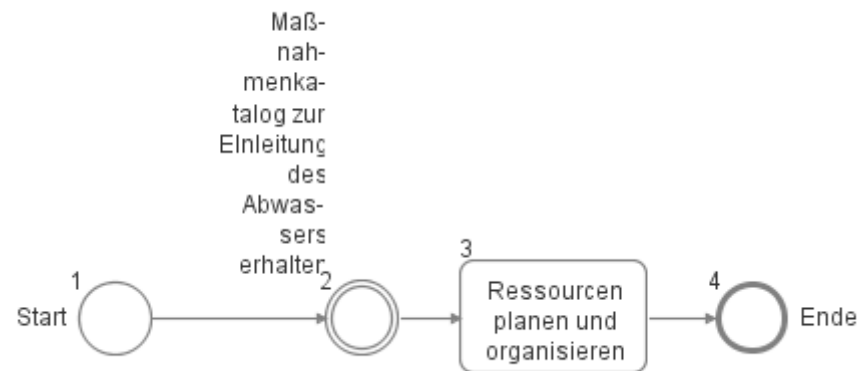 Maß-
nah-
menka-
talog zur
EInleitung
des
Abwas-
sers
erhalten
1
Start
2
3
Ressourcen
planen und
organisieren
4
Ende